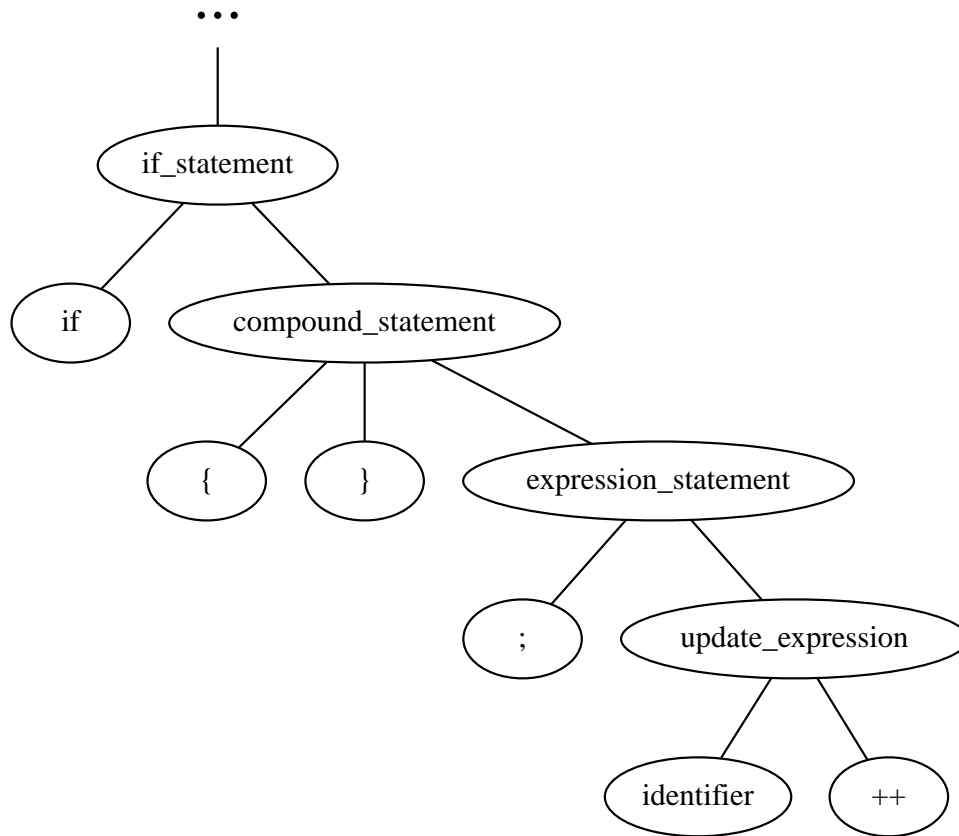 ...
if_statement
if
compound_statement
{
}
expression_statement
;
update_expression
identifier
++